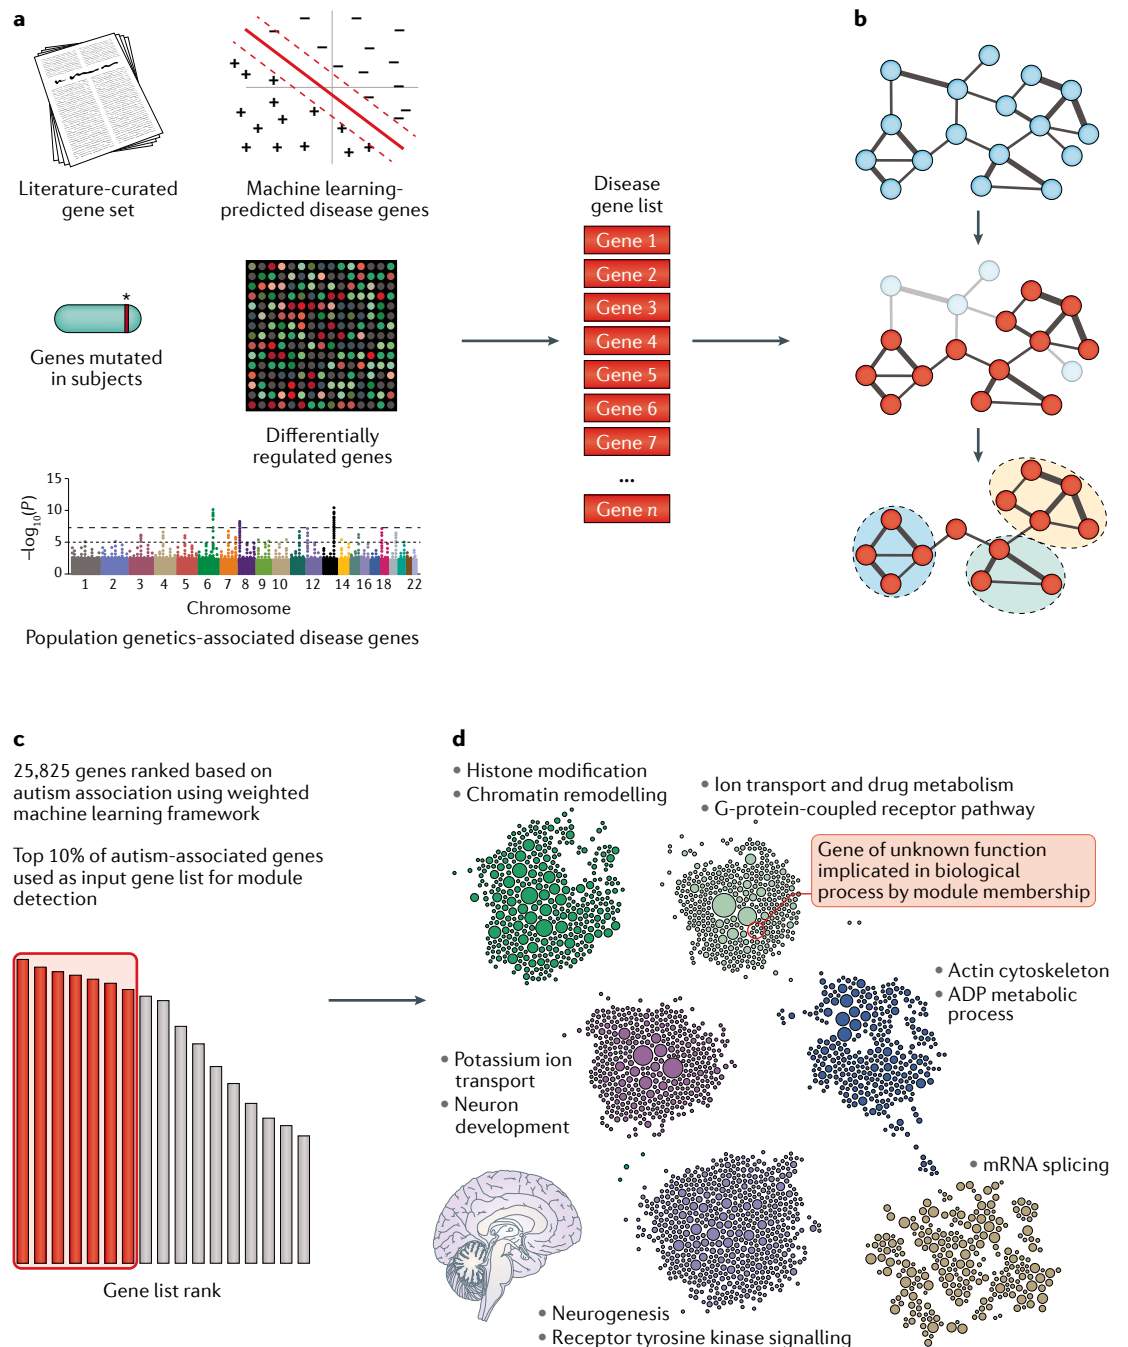 a
Literature-curated
gene set
Machine learning-
predicted disease genes
*
Genes mutated
in subjects
Differentially
regulated genes
–log10(P)
15
10
5
0
1 2 3 4 5 6 7 8 9 10 12 14 16 18 22
Chromosome
Population genetics-associated disease genes
Disease
gene list
Gene 1
Gene 2
Gene 3
Gene 4
Gene 5
Gene 6
Gene 7
...
Gene n
b
c
25,825 genes ranked based on
autism association using weighted
machine learning framework
Top 10% of autism-associated genes
used as input gene list for module
detection
Gene list rank
d
• Histone modification
• Chromatin remodelling
• Ion transport and drug metabolism
• G-protein-coupled receptor pathway
Gene of unknown function
implicated in biological
process by module membership
• Actin cytoskeleton
• ADP metabolic
process
• Potassium ion
transport
• Neuron
development
• mRNA splicing
• Neurogenesis
• Receptor tyrosine kinase signalling